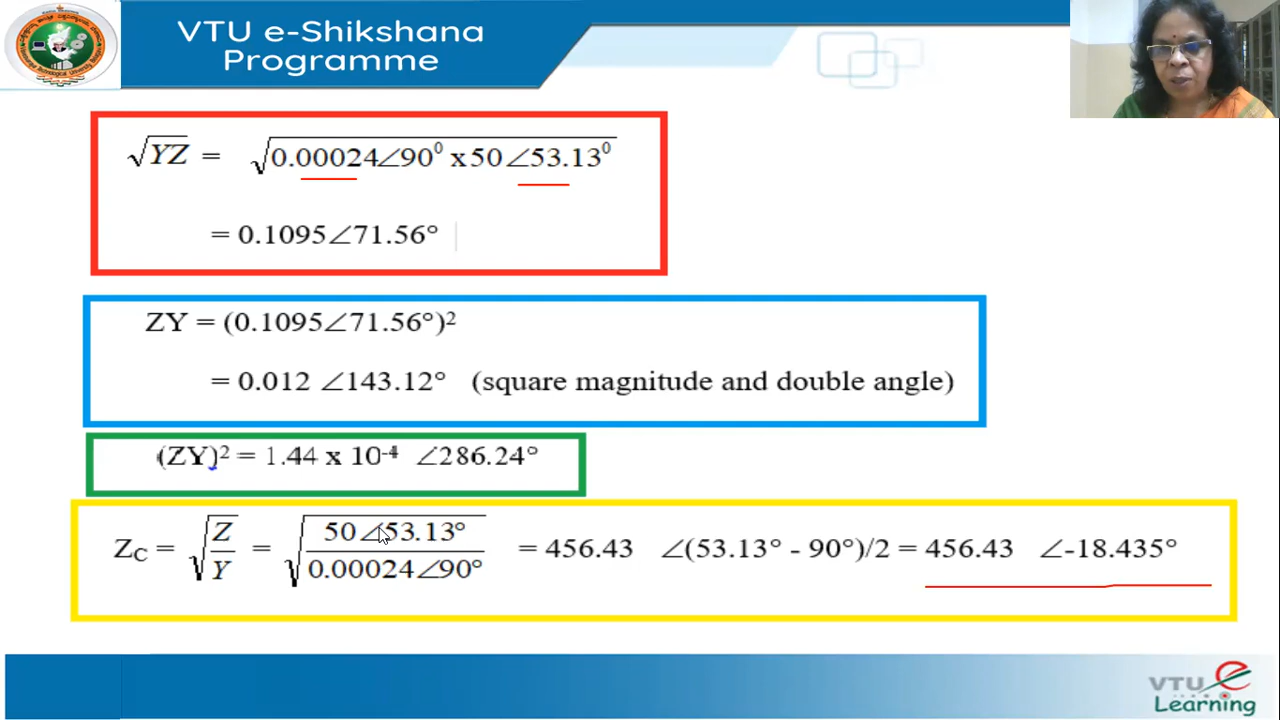 VTU e-Shikshana
Programme
√YZ = √0.00024∠90⁰ x 50∠53.13⁰
= 0.1095∠71.56°
ZY = (0.1095∠71.56°)²
= 0.012 ∠143.12° (square magnitude and double angle)
(ZY)² = 1.44 x 10⁻⁴ ∠286.24°
Z_C = √(Z/Y) = √(50∠53.13°/0.00024∠90°) = 456.43 ∠(53.13° - 90°)/2 = 456.43 ∠-18.435°
VTU e
Learning